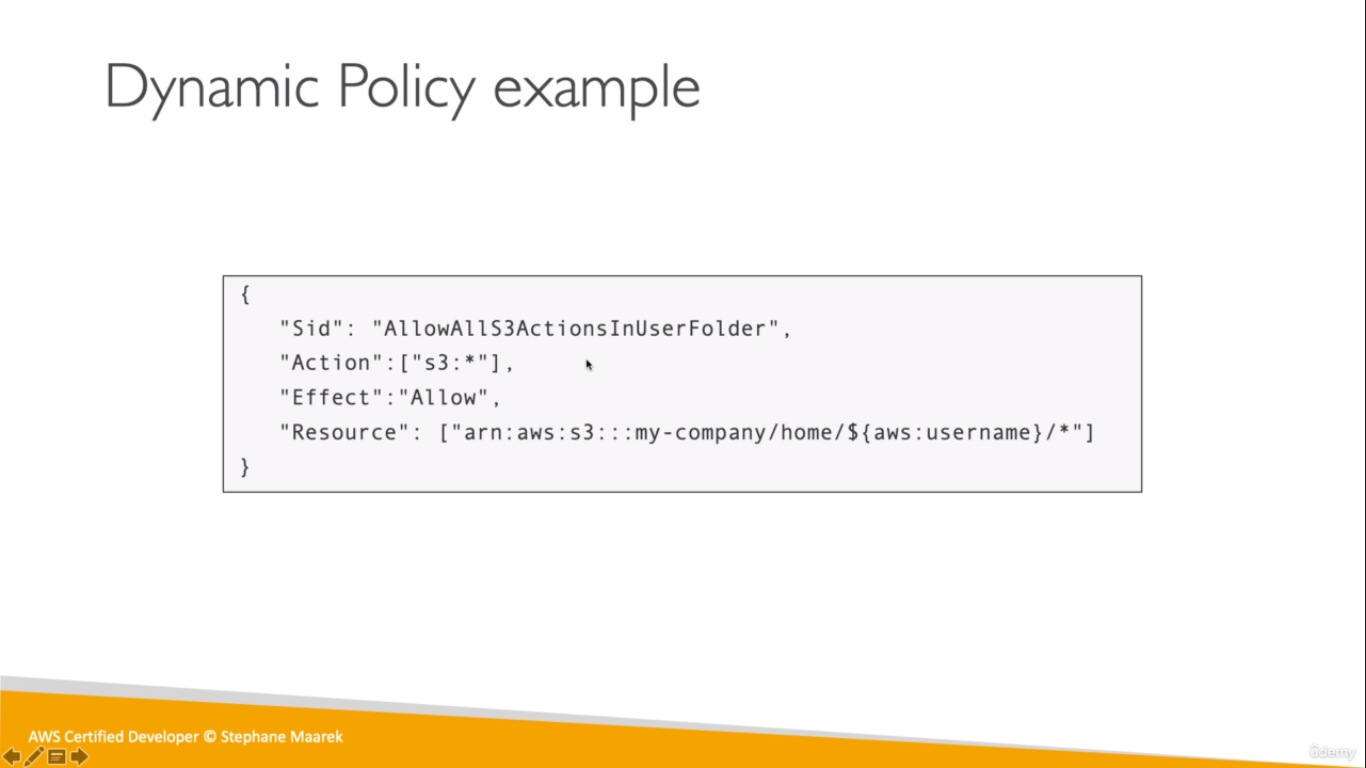 Dynamic Policy example
{
"Sid": "AllowAllS3ActionsInUserFolder",
"Action":["s3:*"],
"Effect":"Allow",
"Resource": ["arn:aws:s3:::my-company/home/${aws:username}/*"]
}
AWS Certified Developer © Stephane Maarek
ûdemy